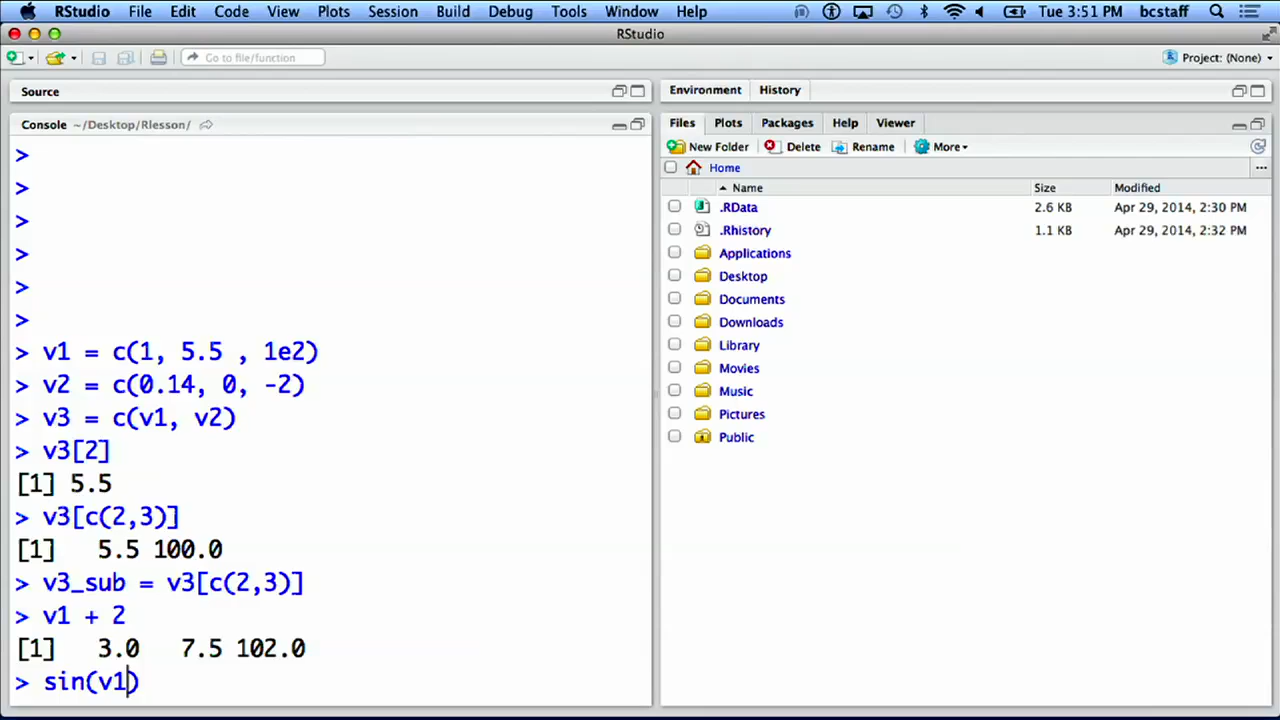 RStudio File Edit Code View Plots Session Build Debug Tools Window Help Tue 3:51 PM bcstaff
RStudio
Go to file/function Project: (None)
Source
Console ~/Desktop/Rlesson/
>
>
>
>
>
>
> v1 = c(1, 5.5 , 1e2)
> v2 = c(0.14, 0, -2)
> v3 = c(v1, v2)
> v3[2]
[1] 5.5
> v3[c(2,3)]
[1]   5.5 100.0
> v3_sub = v3[c(2,3)]
> v1 + 2
[1]   3.0   7.5 102.0
> sin(v1)
Environment History
Files Plots Packages Help Viewer
New Folder Delete Rename More
Home ...
Name Size Modified
.RData 2.6 KB Apr 29, 2014, 2:30 PM
.Rhistory 1.1 KB Apr 29, 2014, 2:32 PM
Applications
Desktop
Documents
Downloads
Library
Movies
Music
Pictures
Public